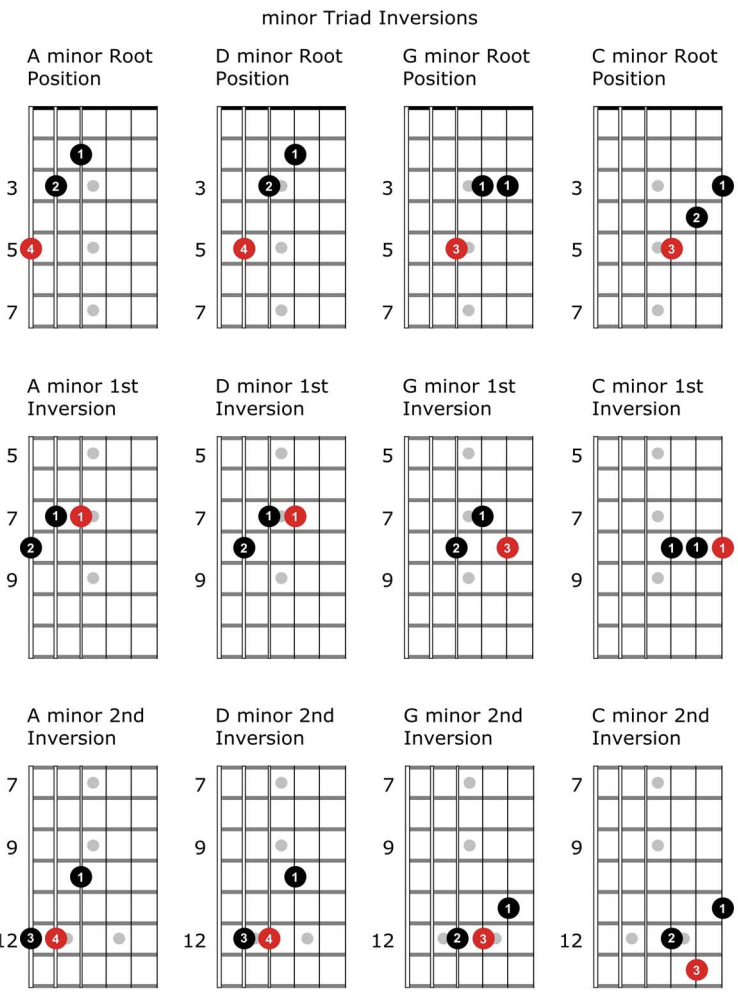 minor Triad Inversions
A minor Root
Position
D minor Root
Position
G minor Root
Position
C minor Root
Position
1 1
3 2 3 2 3 1 1 3 1
2
5 4 5 4 5 3 5 3
7 7 7 7
A minor 1st
Inversion
D minor 1st
Inversion
G minor 1st
Inversion
C minor 1st
Inversion
5 5 5 5
7 1 1 7 1 1 7 1 7
2 2 2 3 1 1 1
9 9 9 9
A minor 2nd
Inversion
D minor 2nd
Inversion
G minor 2nd
Inversion
C minor 2nd
Inversion
7 7 7 7
9 9 9 9
1 1
1 1
12 3 4 12 3 4 12 2 3 12 2
3